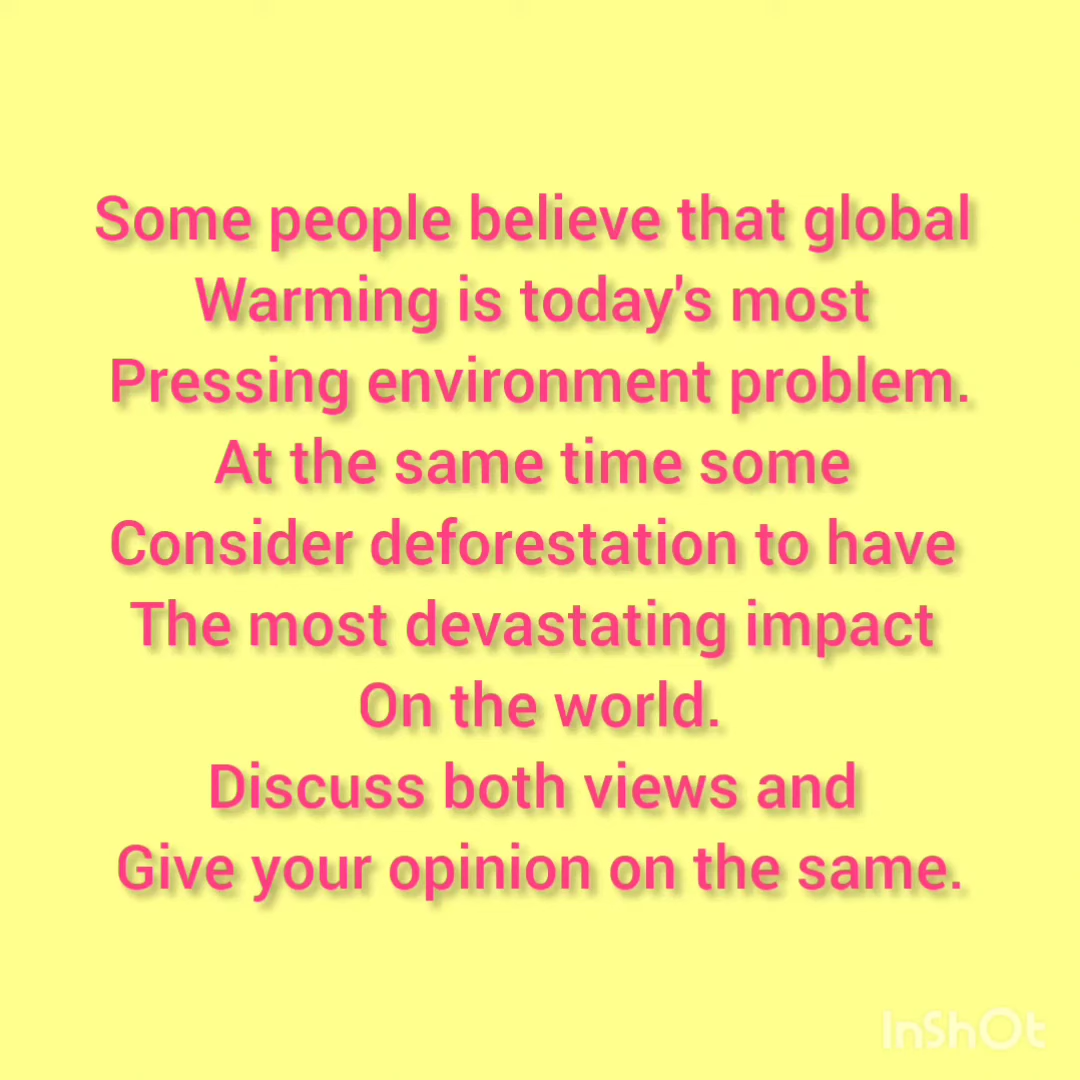 Some people believe that global
Warming is today's most
Pressing environment problem.
At the same time some
Consider deforestation to have
The most devastating impact
On the world.
Discuss both views and
Give your opinion on the same.
InShOt